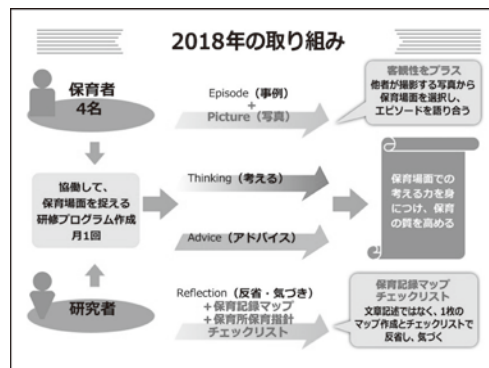 2018年の取り組み
保育者
4名
協働して、
保育場面を捉える
研修プログラム作成
月1回
研究者
Episode（事例）
+
Picture（写真）
Thinking（考える）
Advice（アドバイス）
Reflection（反省・気づき）
+保育記録マップ
+保育所保育指針
チェックリスト
客観性をプラス
他者が撮影する写真から
保育場面を選択し、
エピソードを語り合う
保育場面での
考える力を身
につけ、保育
の質を高める
保育記録マップ
チェックリスト
文章記述ではなく、1枚の
マップ作成とチェックリストで
反省し、気づく